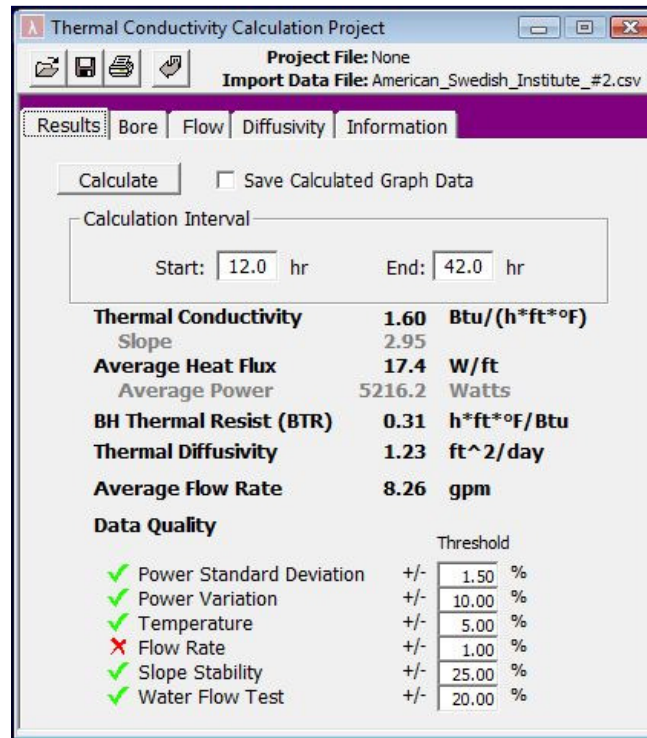 λ Thermal Conductivity Calculation Project
Project File: None
Import Data File: American_Swedish_Institute_#2.csv
Results Bore Flow Diffusivity Information
Calculate Save Calculated Graph Data
Calculation Interval
Start: 12.0 hr End: 42.0 hr
Thermal Conductivity 1.60 Btu/(h*ft*°F)
Slope 2.95
Average Heat Flux 17.4 W/ft
Average Power 5216.2 Watts
BH Thermal Resist (BTR) 0.31 h*ft*°F/Btu
Thermal Diffusivity 1.23 ft^2/day
Average Flow Rate 8.26 gpm
Data Quality
Threshold
Power Standard Deviation +/- 1.50 %
Power Variation +/- 10.00 %
Temperature +/- 5.00 %
Flow Rate +/- 1.00 %
Slope Stability +/- 25.00 %
Water Flow Test +/- 20.00 %